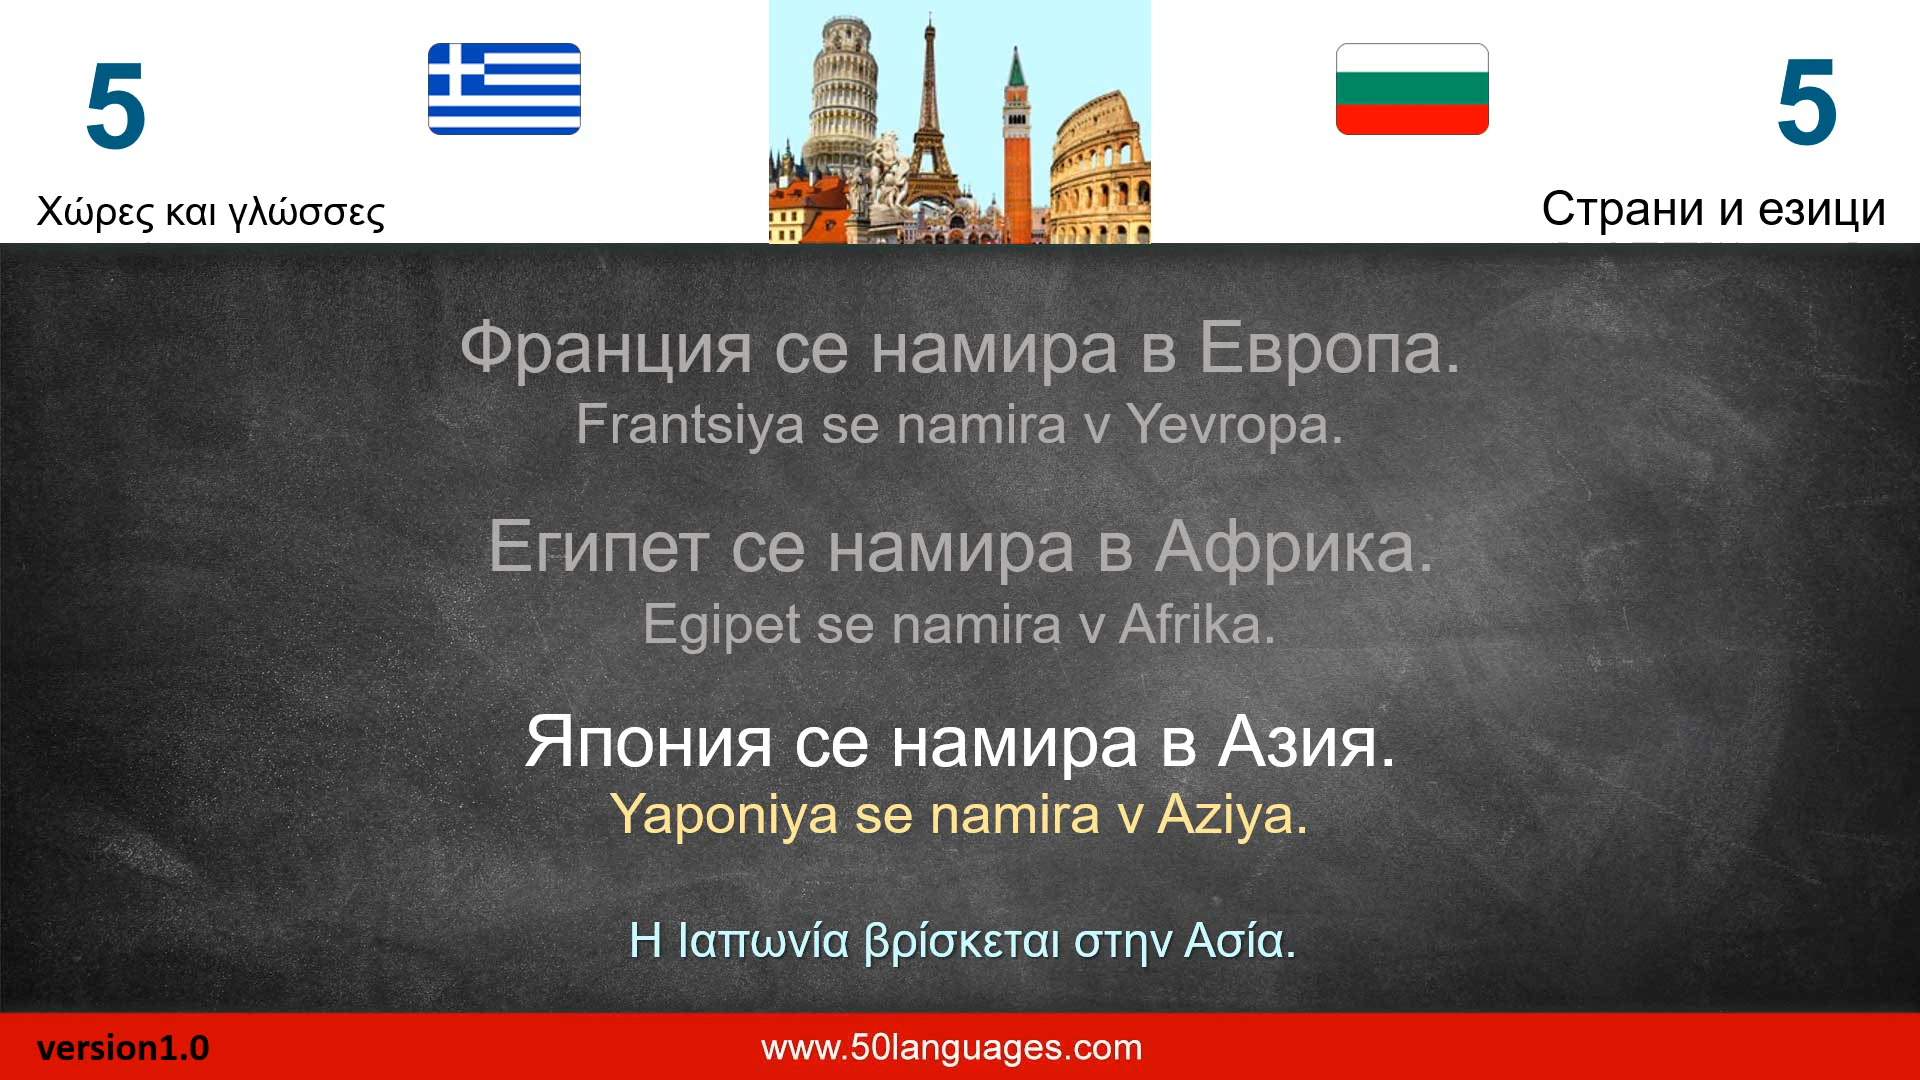 5
5
Χώρες και γλώσσες
Страни и езици
Франция се намира в Европа.
Frantsiya se namira v Yevropa.
Египет се намира в Африка.
Egipet se namira v Afrika.
Япония се намира в Азия.
Yaponiya se namira v Aziya.
Η Ιαπωνία βρίσκεται στην Ασία.
version1.0
www.50languages.com